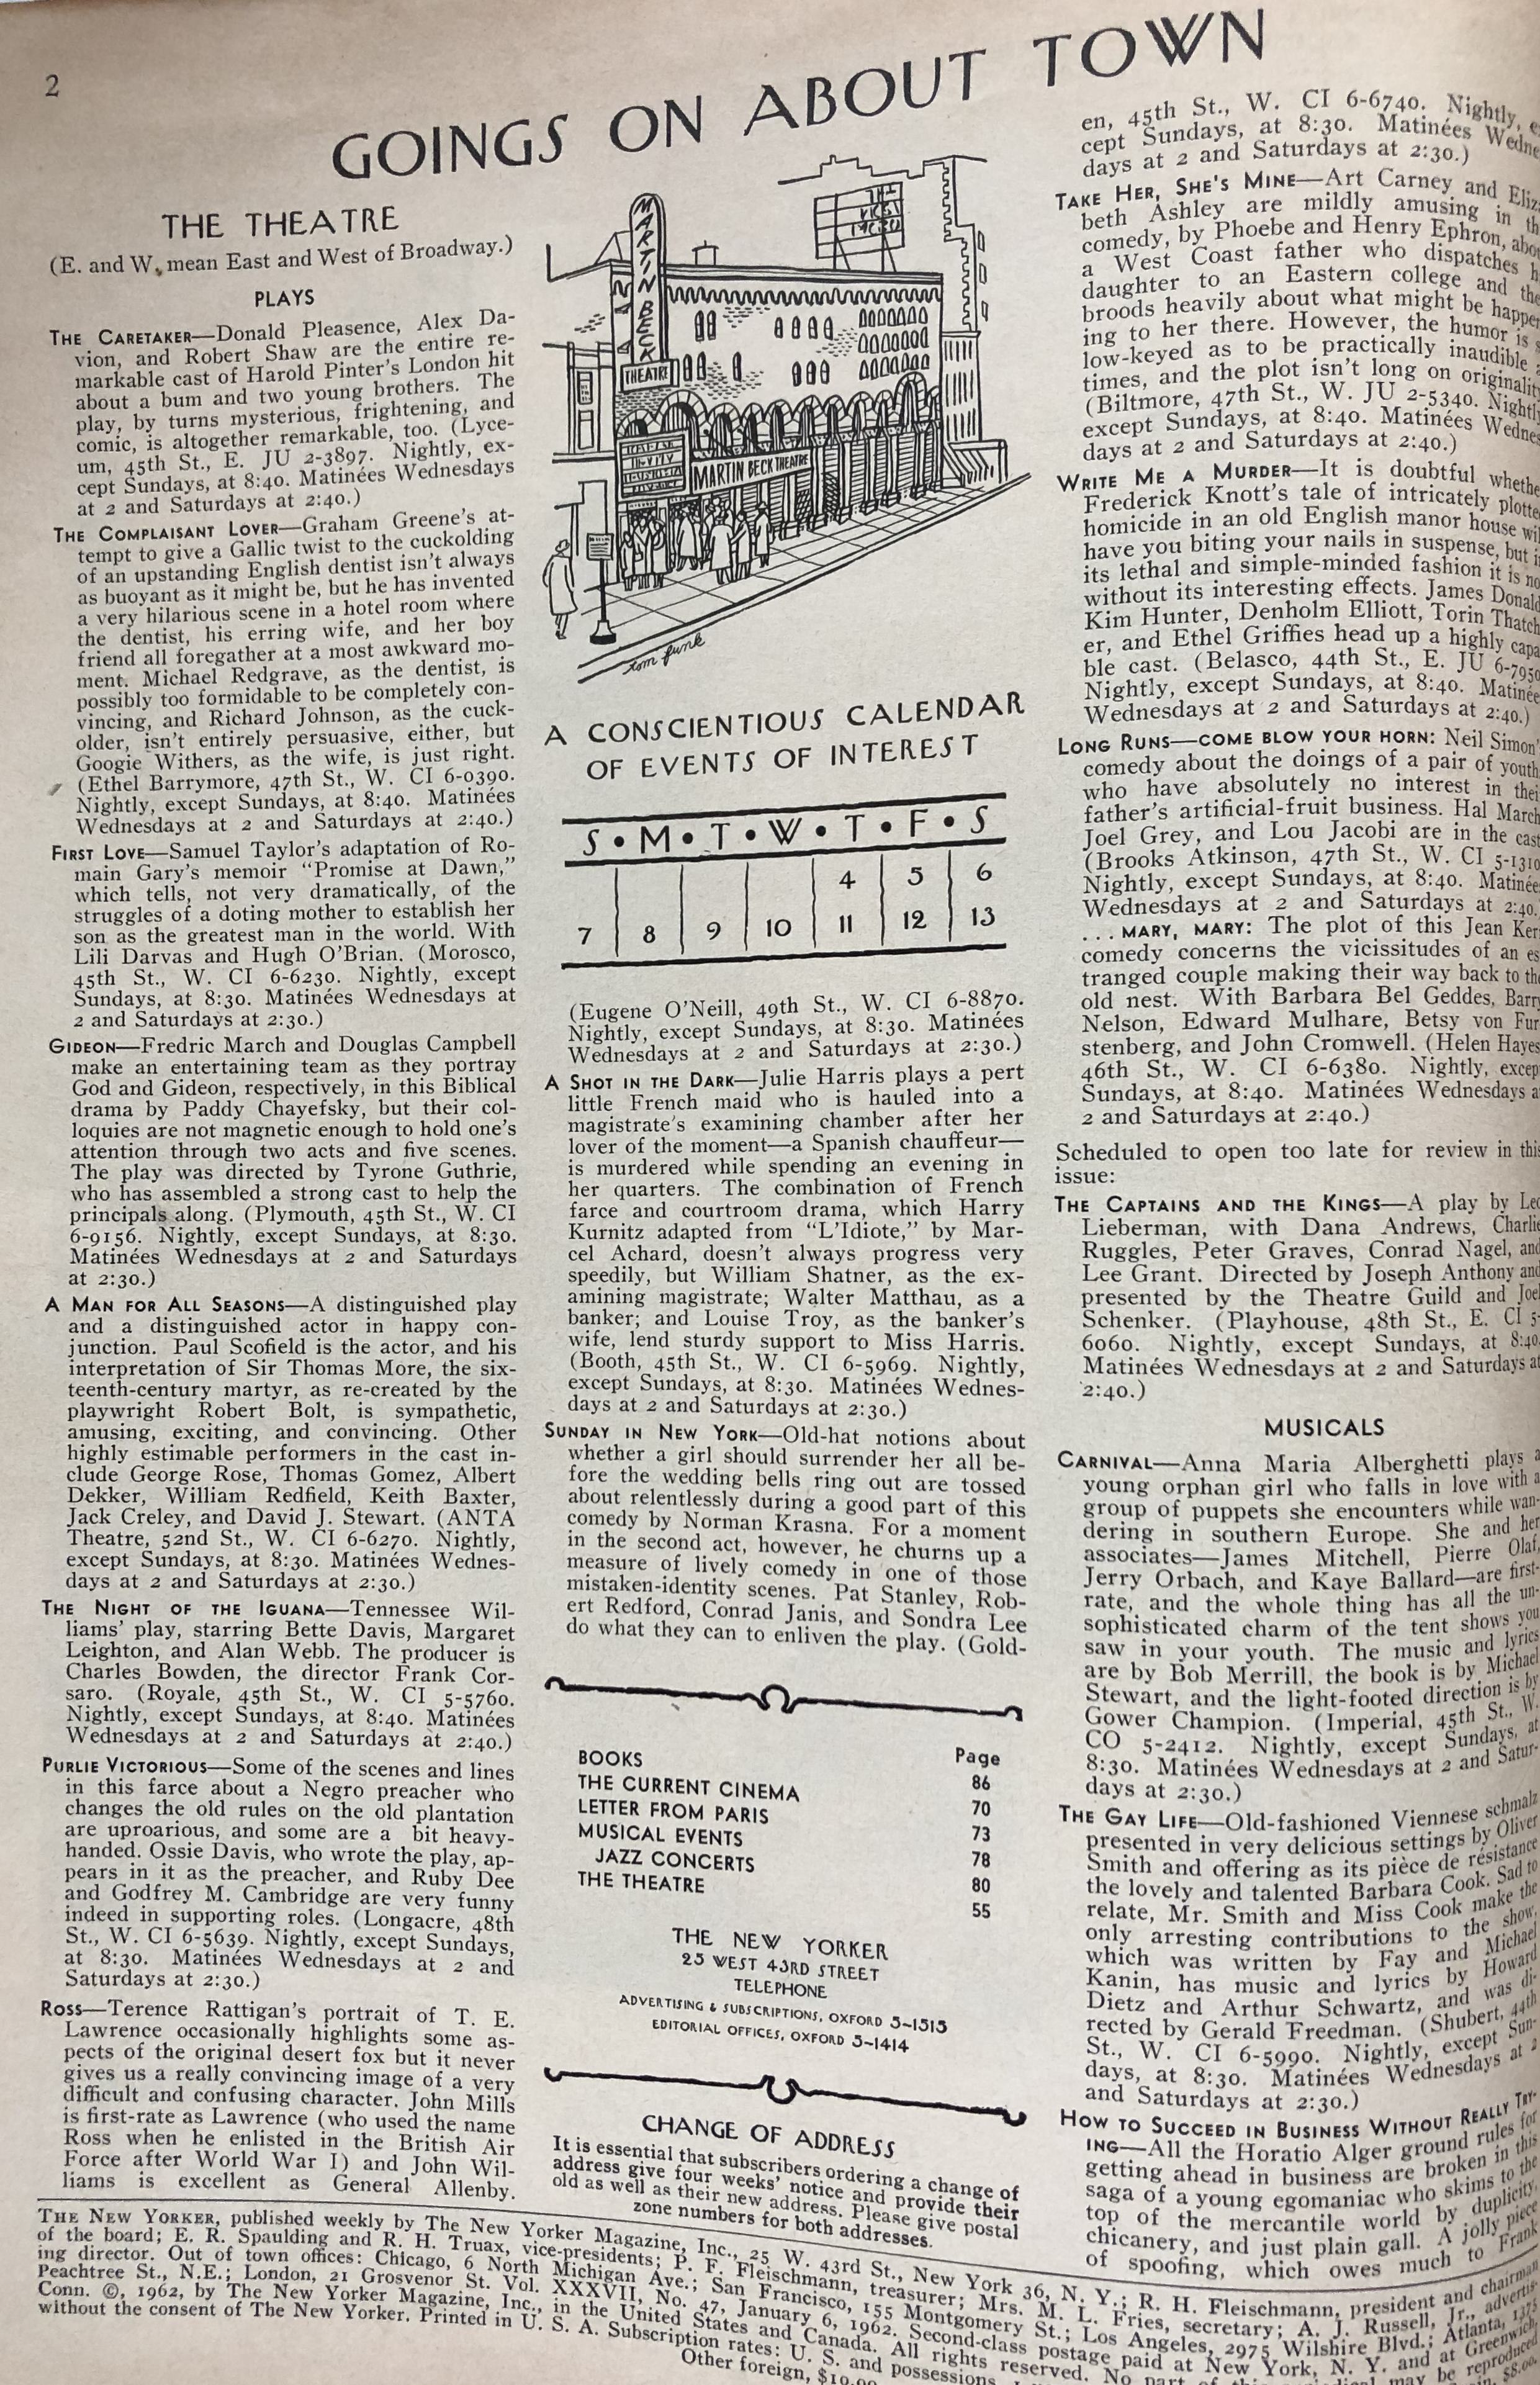 2
GOINGS ON ABOUT TOWN
THE THEATRE
(E. and W. mean East and West of Broadway.)
PLAYS
THE CARETAKER—Donald Pleasence, Alex Da-
vion, and Robert Shaw are the entire re-
markable cast of Harold Pinter's London hit
about a bum and two young brothers. The
play, by turns mysterious, frightening, and
comic, is altogether remarkable, too. (Lyce-
um, 45th St., E. JU 2-3897. Nightly, ex-
cept Sundays, at 8:40. Matinées Wednesdays
at 2 and Saturdays at 2:40.)
THE COMPLAISANT LOVER—Graham Greene's at-
tempt to give a Gallic twist to the cuckolding
of an upstanding English dentist isn't always
as buoyant as it might be, but he has invented
a very hilarious scene in a hotel room where
the dentist, his erring wife, and her boy
friend all foregather at a most awkward mo-
ment. Michael Redgrave, as the dentist, is
possibly too formidable to be completely con-
vincing, and Richard Johnson, as the cuck-
older, isn't entirely persuasive, either, but
Googie Withers, as the wife, is just right.
(Ethel Barrymore, 47th St., W. CI 6-0390.
Nightly, except Sundays, at 8:40. Matinées
Wednesdays at 2 and Saturdays at 2:40.)
FIRST LOVE—Samuel Taylor's adaptation of Ro-
main Gary's memoir "Promise at Dawn,"
which tells, not very dramatically, of the
struggles of a doting mother to establish her
son as the greatest man in the world. With
Lili Darvas and Hugh O'Brian. (Morosco,
45th St., W. CI 6-6230. Nightly, except
Sundays, at 8:30. Matinées Wednesdays at
2 and Saturdays at 2:30.)
GIDEON—Fredric March and Douglas Campbell
make an entertaining team as they portray
God and Gideon, respectively, in this Biblical
drama by Paddy Chayefsky, but their col-
loquies are not magnetic enough to hold one's
attention through two acts and five scenes.
The play was directed by Tyrone Guthrie,
who has assembled a strong cast to help the
principals along. (Plymouth, 45th St., W. CI
6-9156. Nightly, except Sundays, at 8:30.
Matinées Wednesdays at 2 and Saturdays
at 2:30.)
A MAN FOR ALL SEASONS—A distinguished play
and a distinguished actor in happy con-
junction. Paul Scofield is the actor, and his
interpretation of Sir Thomas More, the six-
teenth-century martyr, as re-created by the
playwright Robert Bolt, is sympathetic,
amusing, exciting, and convincing. Other
highly estimable performers in the cast in-
clude George Rose, Thomas Gomez, Albert
Dekker, William Redfield, Keith Baxter,
Jack Creley, and David J. Stewart. (ANTA
Theatre, 52nd St., W. CI 6-6270. Nightly,
except Sundays, at 8:30. Matinées Wednes-
days at 2 and Saturdays at 2:30.)
THE NIGHT OF THE IGUANA—Tennessee Wil-
liams' play, starring Bette Davis, Margaret
Leighton, and Alan Webb. The producer is
Charles Bowden, the director Frank Cor-
saro. (Royale, 45th St., W. CI 5-5760.
Nightly, except Sundays, at 8:40. Matinées
Wednesdays at 2 and Saturdays at 2:40.)
PURLIE VICTORIOUS—Some of the scenes and lines
in this farce about a Negro preacher who
changes the old rules on the old plantation
are uproarious, and some are a bit heavy-
handed. Ossie Davis, who wrote the play, ap-
pears in it as the preacher, and Ruby Dee
and Godfrey M. Cambridge are very funny
indeed in supporting roles. (Longacre, 48th
St., W. CI 6-5639. Nightly, except Sundays,
at 8:30. Matinées Wednesdays at 2 and
Saturdays at 2:30.)
ROSS—Terence Rattigan's portrait of T. E.
Lawrence occasionally highlights some as-
pects of the original desert fox but it never
gives us a really convincing image of a very
difficult and confusing character. John Mills
is first-rate as Lawrence (who used the name
Ross when he enlisted in the British Air
Force after World War I) and John Wil-
liams is excellent as General Allenby.
MARTIN BECK
THEATRE
MARTIN BECK THEATRE
tom funk
A CONSCIENTIOUS CALENDAR
OF EVENTS OF INTEREST
S • M • T • W • T • F • S
4 5 6
7 8 9 10 11 12 13
(Eugene O'Neill, 49th St., W. CI 6-8870.
Nightly, except Sundays, at 8:30. Matinées
Wednesdays at 2 and Saturdays at 2:30.)
A SHOT IN THE DARK—Julie Harris plays a pert
little French maid who is hauled into a
magistrate's examining chamber after her
lover of the moment—a Spanish chauffeur—
is murdered while spending an evening in
her quarters. The combination of French
farce and courtroom drama, which Harry
Kurnitz adapted from "L'Idiote," by Mar-
cel Achard, doesn't always progress very
speedily, but William Shatner, as the ex-
amining magistrate; Walter Matthau, as a
banker; and Louise Troy, as the banker's
wife, lend sturdy support to Miss Harris.
(Booth, 45th St., W. CI 6-5969. Nightly,
except Sundays, at 8:30. Matinées Wednes-
days at 2 and Saturdays at 2:30.)
SUNDAY IN NEW YORK—Old-hat notions about
whether a girl should surrender her all be-
fore the wedding bells ring out are tossed
about relentlessly during a good part of this
comedy by Norman Krasna. For a moment
in the second act, however, he churns up a
measure of lively comedy in one of those
mistaken-identity scenes. Pat Stanley, Rob-
ert Redford, Conrad Janis, and Sondra Lee
do what they can to enliven the play. (Gold-
Page
BOOKS 86
THE CURRENT CINEMA 70
LETTER FROM PARIS 73
MUSICAL EVENTS 78
JAZZ CONCERTS 80
THE THEATRE 55
THE NEW YORKER
25 WEST 43RD STREET
TELEPHONE
ADVERTISING & SUBSCRIPTIONS, OXFORD 5-1515
EDITORIAL OFFICES, OXFORD 5-1414
CHANGE OF ADDRESS
It is essential that subscribers ordering a change of
address give four weeks' notice and provide their
old as well as their new address. Please give postal
zone numbers for both addresses.
en, 45th St., W. CI 6-6740. Nightly, e
cept Sundays, at 8:30. Matinées Wedne
days at 2 and Saturdays at 2:30.)
TAKE HER, SHE'S MINE—Art Carney and Eliz
beth Ashley are mildly amusing in th
comedy, by Phoebe and Henry Ephron, abou
a West Coast father who dispatches h
daughter to an Eastern college and the
broods heavily about what might be happen
ing to her there. However, the humor is s
low-keyed as to be practically inaudible a
times, and the plot isn't long on originality
(Biltmore, 47th St., W. JU 2-5340. Nightly
except Sundays, at 8:40. Matinées Wednes
days at 2 and Saturdays at 2:40.)
WRITE ME A MURDER—It is doubtful whethe
Frederick Knott's tale of intricately plotte
homicide in an old English manor house wil
have you biting your nails in suspense, but i
its lethal and simple-minded fashion it is no
without its interesting effects. James Donald
Kim Hunter, Denholm Elliott, Torin Thatch
er, and Ethel Griffies head up a highly capa
ble cast. (Belasco, 44th St., E. JU 6-7950
Nightly, except Sundays, at 8:40. Matinée
Wednesdays at 2 and Saturdays at 2:40.)
LONG RUNS—COME BLOW YOUR HORN: Neil Simon'
comedy about the doings of a pair of youth
who have absolutely no interest in thei
father's artificial-fruit business. Hal March
Joel Grey, and Lou Jacobi are in the cast
(Brooks Atkinson, 47th St., W. CI 5-1310
Nightly, except Sundays, at 8:40. Matinée
Wednesdays at 2 and Saturdays at 2:40.
... MARY, MARY: The plot of this Jean Ker
comedy concerns the vicissitudes of an es
tranged couple making their way back to the
old nest. With Barbara Bel Geddes, Barry
Nelson, Edward Mulhare, Betsy von Fur
stenberg, and John Cromwell. (Helen Hayes
46th St., W. CI 6-6380. Nightly, excep
Sundays, at 8:40. Matinées Wednesdays a
2 and Saturdays at 2:40.)
Scheduled to open too late for review in this
issue:
THE CAPTAINS AND THE KINGS—A play by Leo
Lieberman, with Dana Andrews, Charlie
Ruggles, Peter Graves, Conrad Nagel, and
Lee Grant. Directed by Joseph Anthony and
presented by the Theatre Guild and Joel
Schenker. (Playhouse, 48th St., E. CI 5-
6060. Nightly, except Sundays, at 8:40.
Matinées Wednesdays at 2 and Saturdays at
2:40.)
MUSICALS
CARNIVAL—Anna Maria Alberghetti plays a
young orphan girl who falls in love with a
group of puppets she encounters while wan-
dering in southern Europe. She and her
associates—James Mitchell, Pierre Olaf,
Jerry Orbach, and Kaye Ballard—are first-
rate, and the whole thing has all the un-
sophisticated charm of the tent shows you
saw in your youth. The music and lyrics
are by Bob Merrill, the book is by Michael
Stewart, and the light-footed direction is by
Gower Champion. (Imperial, 45th St., W.
CO 5-2412. Nightly, except Sundays, at
8:30. Matinées Wednesdays at 2 and Satur-
days at 2:30.)
THE GAY LIFE—Old-fashioned Viennese schmalz
presented in very delicious settings by Oliver
Smith and offering as its pièce de résistance
the lovely and talented Barbara Cook. Sad to
relate, Mr. Smith and Miss Cook make the
only arresting contributions to the show,
which was written by Fay and Michael
Kanin, has music and lyrics by Howard
Dietz and Arthur Schwartz, and was di-
rected by Gerald Freedman. (Shubert, 44th
St., W. CI 6-5990. Nightly, except Sun-
days, at 8:30. Matinées Wednesdays at 2
and Saturdays at 2:30.)
HOW TO SUCCEED IN BUSINESS WITHOUT REALLY TRY-
ING—All the Horatio Alger ground rules for
getting ahead in business are broken in this
saga of a young egomaniac who skims to the
top of the mercantile world by duplicity,
chicanery, and just plain gall. A jolly piece
of spoofing, which owes much to Frank
THE NEW YORKER, published weekly by The New Yorker Magazine, Inc., 25 W. 43rd St., New York 36, N. Y.; R. H. Fleischmann, president and chairman
of the board; E. R. Spaulding and R. H. Truax, vice-presidents; P. F. Fleischmann, treasurer; Mrs. M. L. Fries, secretary; A. J. Russell, Jr., advertis-
ing director. Out of town offices: Chicago, 6 North Michigan Ave.; San Francisco, 155 Montgomery St.; Los Angeles, 2975 Wilshire Blvd.; Atlanta, 1375
Peachtree St., N.E.; London, 21 Grosvenor St. Vol. XXXVII, No. 47, January 6, 1962. Second-class postage paid at New York, N. Y. and at Greenwich,
Conn. ©, 1962, by The New Yorker Magazine, Inc., in the United States and Canada. All rights reserved. No part of this may be reproduced
without the consent of The New Yorker. Printed in U. S. A. Subscription rates: U. S. and possessions $8.00.
Other foreign, $10.00